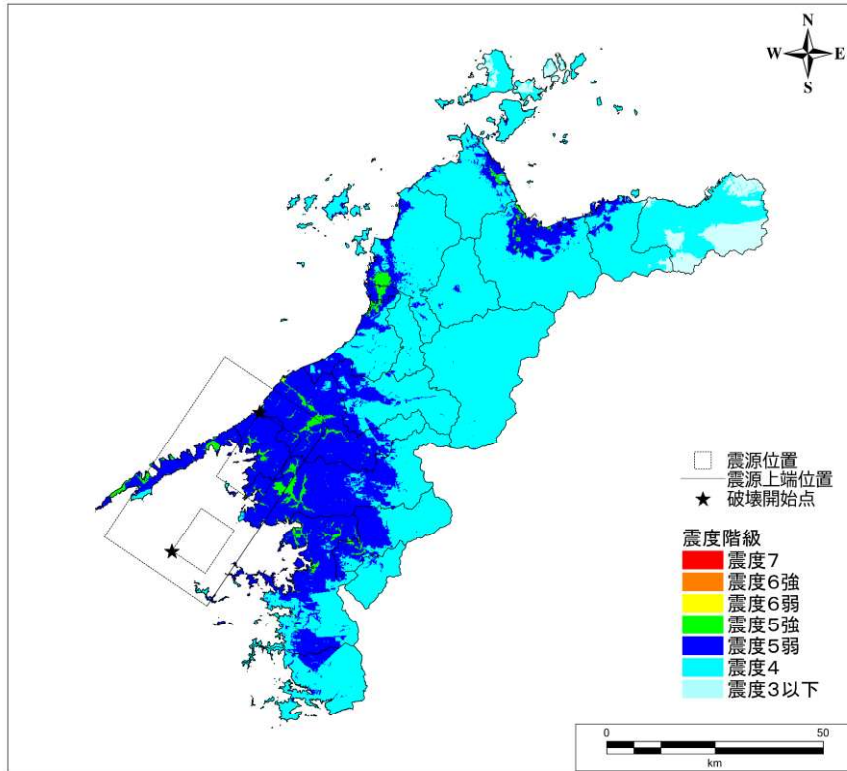 N
W E
S
震源位置
震源上端位置
破壊開始点
震度階級
震度7
震度6強
震度6弱
震度5強
震度5弱
震度4
震度3以下
0 50
km